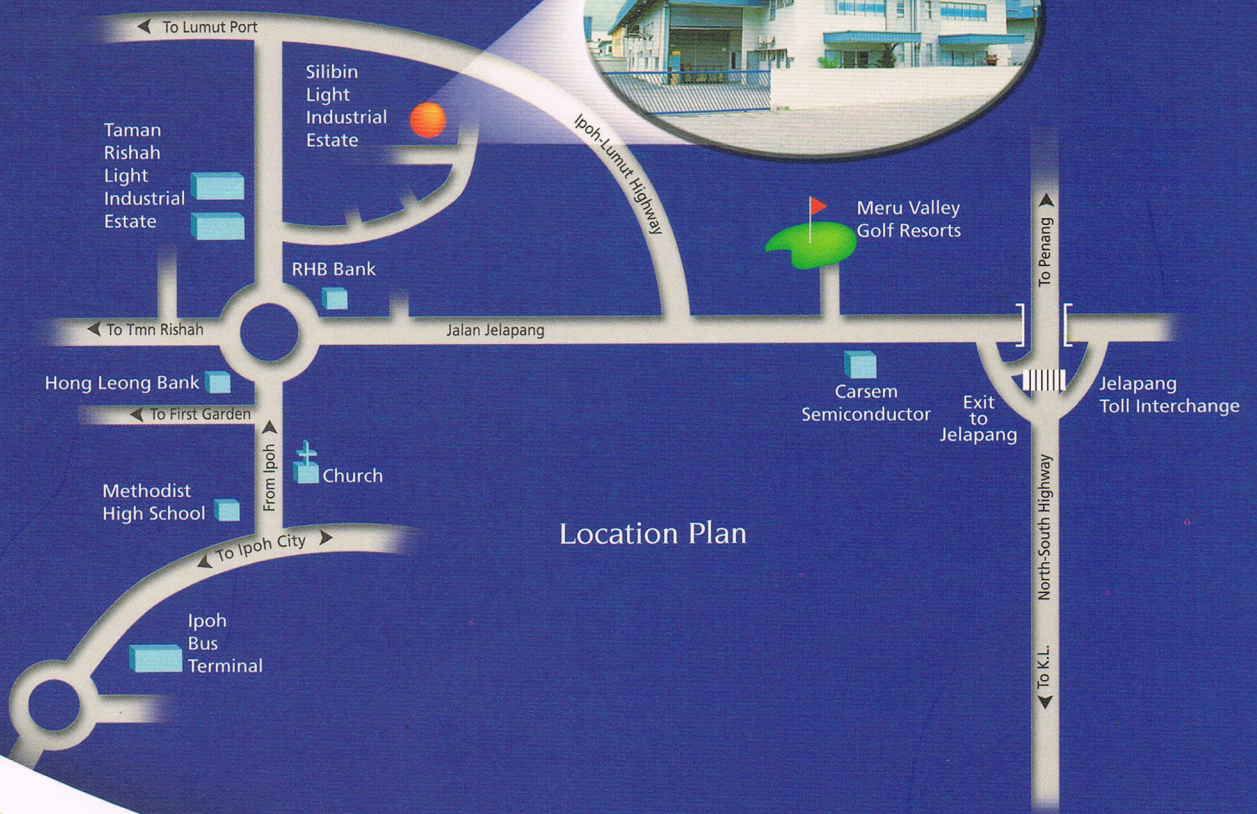 To Lumut Port
Silibin
Light
Industrial
Estate
Taman
Rishah
Light
Industrial
Estate
Ipoh-Lumut Highway
Meru Valley
Golf Resorts
To Penang
RHB Bank
To Tmn Rishah
Jalan Jelapang
Hong Leong Bank
Carsem
Semiconductor
Exit
to
Jelapang
Jelapang
Toll Interchange
To First Garden
From Ipoh
Church
Methodist
High School
Location Plan
North-South Highway
To Ipoh City
Ipoh
Bus
Terminal
To K.L.